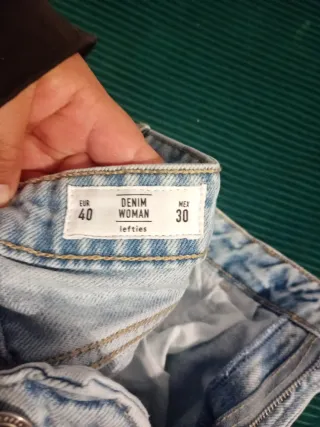 EUR
40
DENIM
WOMAN
lefties
MEX
30